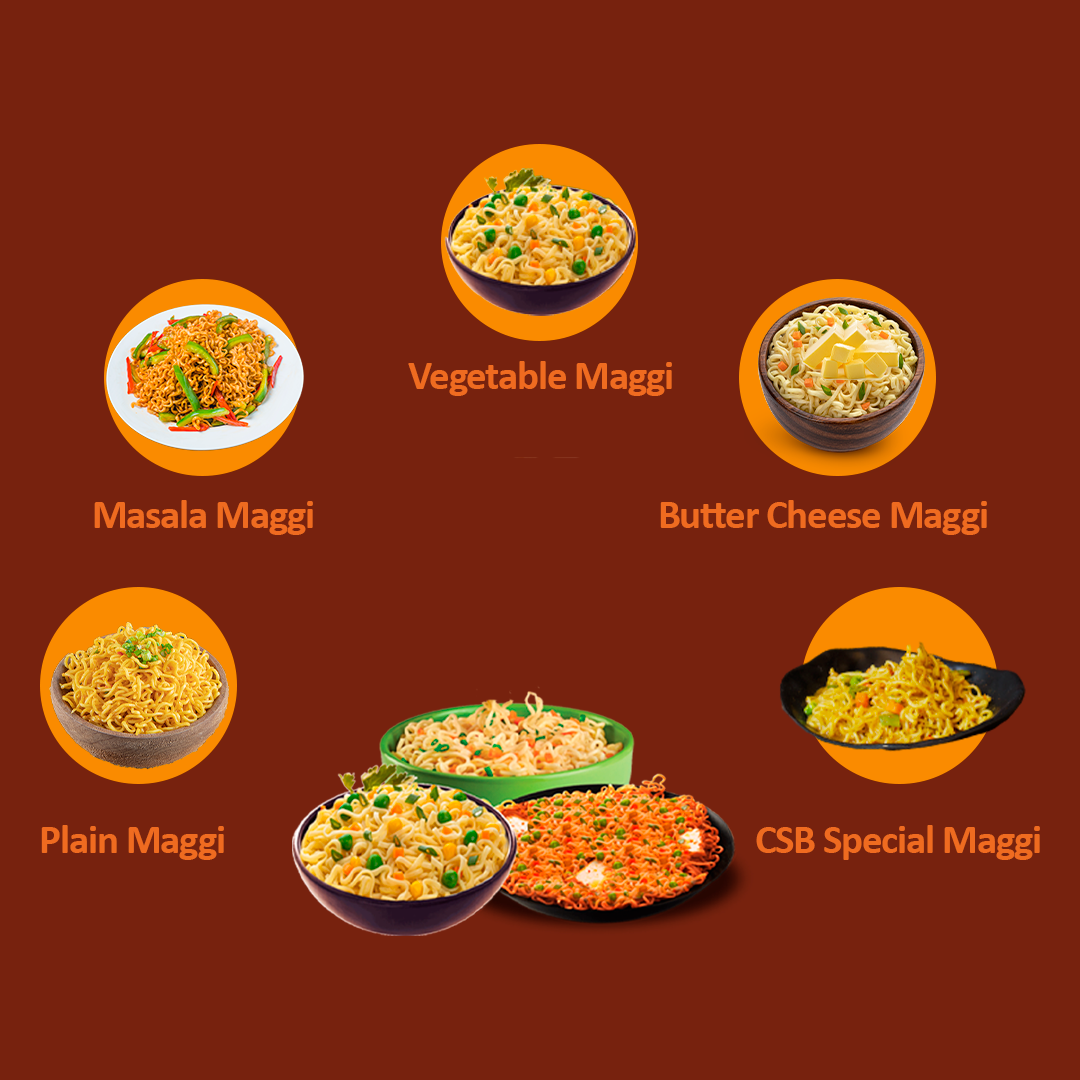 Vegetable Maggi
Masala Maggi
Butter Cheese Maggi
Plain Maggi
CSB Special Maggi